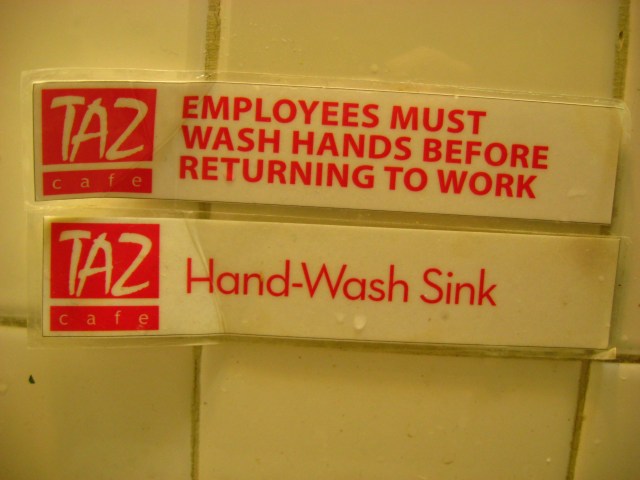 TAZ
cafe
EMPLOYEES MUST
WASH HANDS BEFORE
RETURNING TO WORK
TAZ
cafe
Hand-Wash Sink